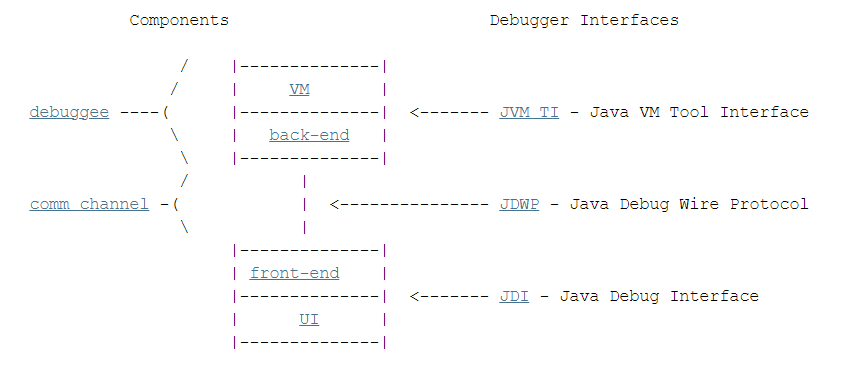 Components                          Debugger Interfaces
               /    |--------------|
              /     |     VM       |
debuggee ----(      |--------------|  <------- JVM TI - Java VM Tool Interface
              \     |   back-end   |
               \    |--------------|
               /           |
comm channel -(            |  <--------------- JDWP - Java Debug Wire Protocol
               \           |
                    |--------------|
                    | front-end    |
                    |--------------|  <------- JDI - Java Debug Interface
                    |      UI      |
                    |--------------|